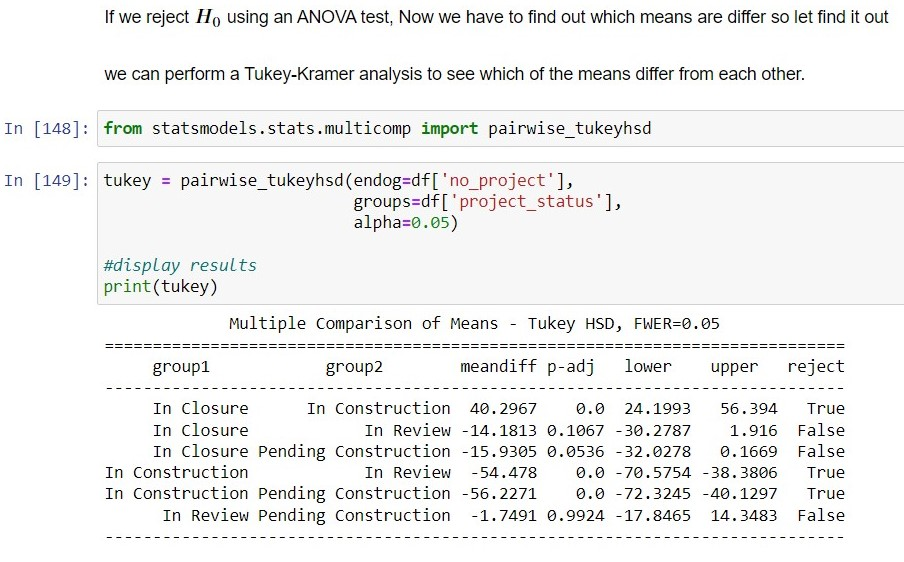 If we reject H0 using an ANOVA test, Now we have to find out which means are differ so let find it out
we can perform a Tukey-Kramer analysis to see which of the means differ from each other.
In [148]: from statsmodels.stats.multicomp import pairwise_tukeyhsd
In [149]: tukey = pairwise_tukeyhsd(endog=df['no_project'],
groups=df['project_status'],
alpha=0.05)
#display results
print(tukey)
Multiple Comparison of Means - Tukey HSD, FWER=0.05
================================================================================
group1 group2 meandiff p-adj lower upper reject
--------------------------------------------------------------------------------
In Closure In Construction 40.2967 0.0 24.1993 56.394 True
In Closure In Review -14.1813 0.1067 -30.2787 1.916 False
In Closure Pending Construction -15.9305 0.0536 -32.0278 0.1669 False
In Construction In Review -54.478 0.0 -70.5754 -38.3806 True
In Construction Pending Construction -56.2271 0.0 -72.3245 -40.1297 True
In Review Pending Construction -1.7491 0.9924 -17.8465 14.3483 False
--------------------------------------------------------------------------------